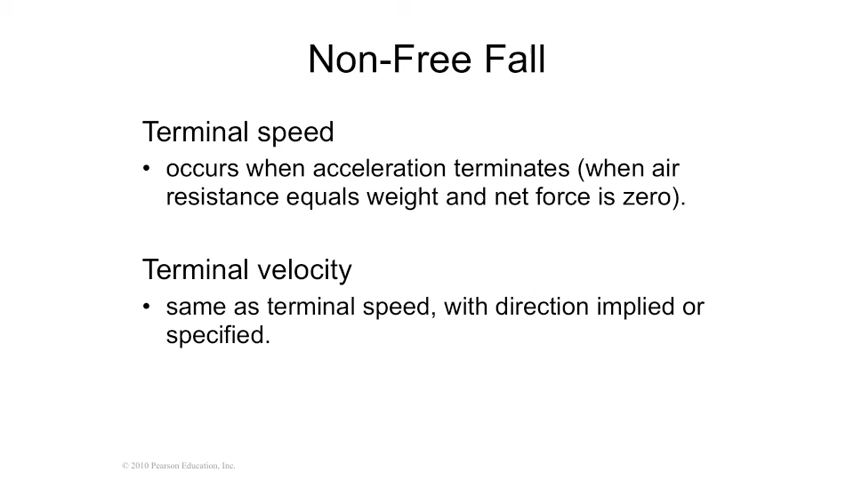 Non-Free Fall
Terminal speed
• occurs when acceleration terminates (when air
resistance equals weight and net force is zero).
Terminal velocity
• same as terminal speed, with direction implied or
specified.
© 2010 Pearson Education, Inc.